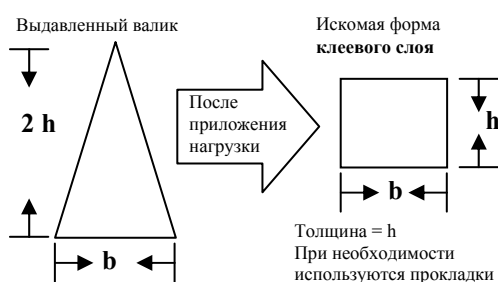 Выдавленный валик
2 h
b
После
приложения
нагрузки
Искомая форма
клеевого слоя
h
b
Толщина = h
При необходимости
используются прокладки